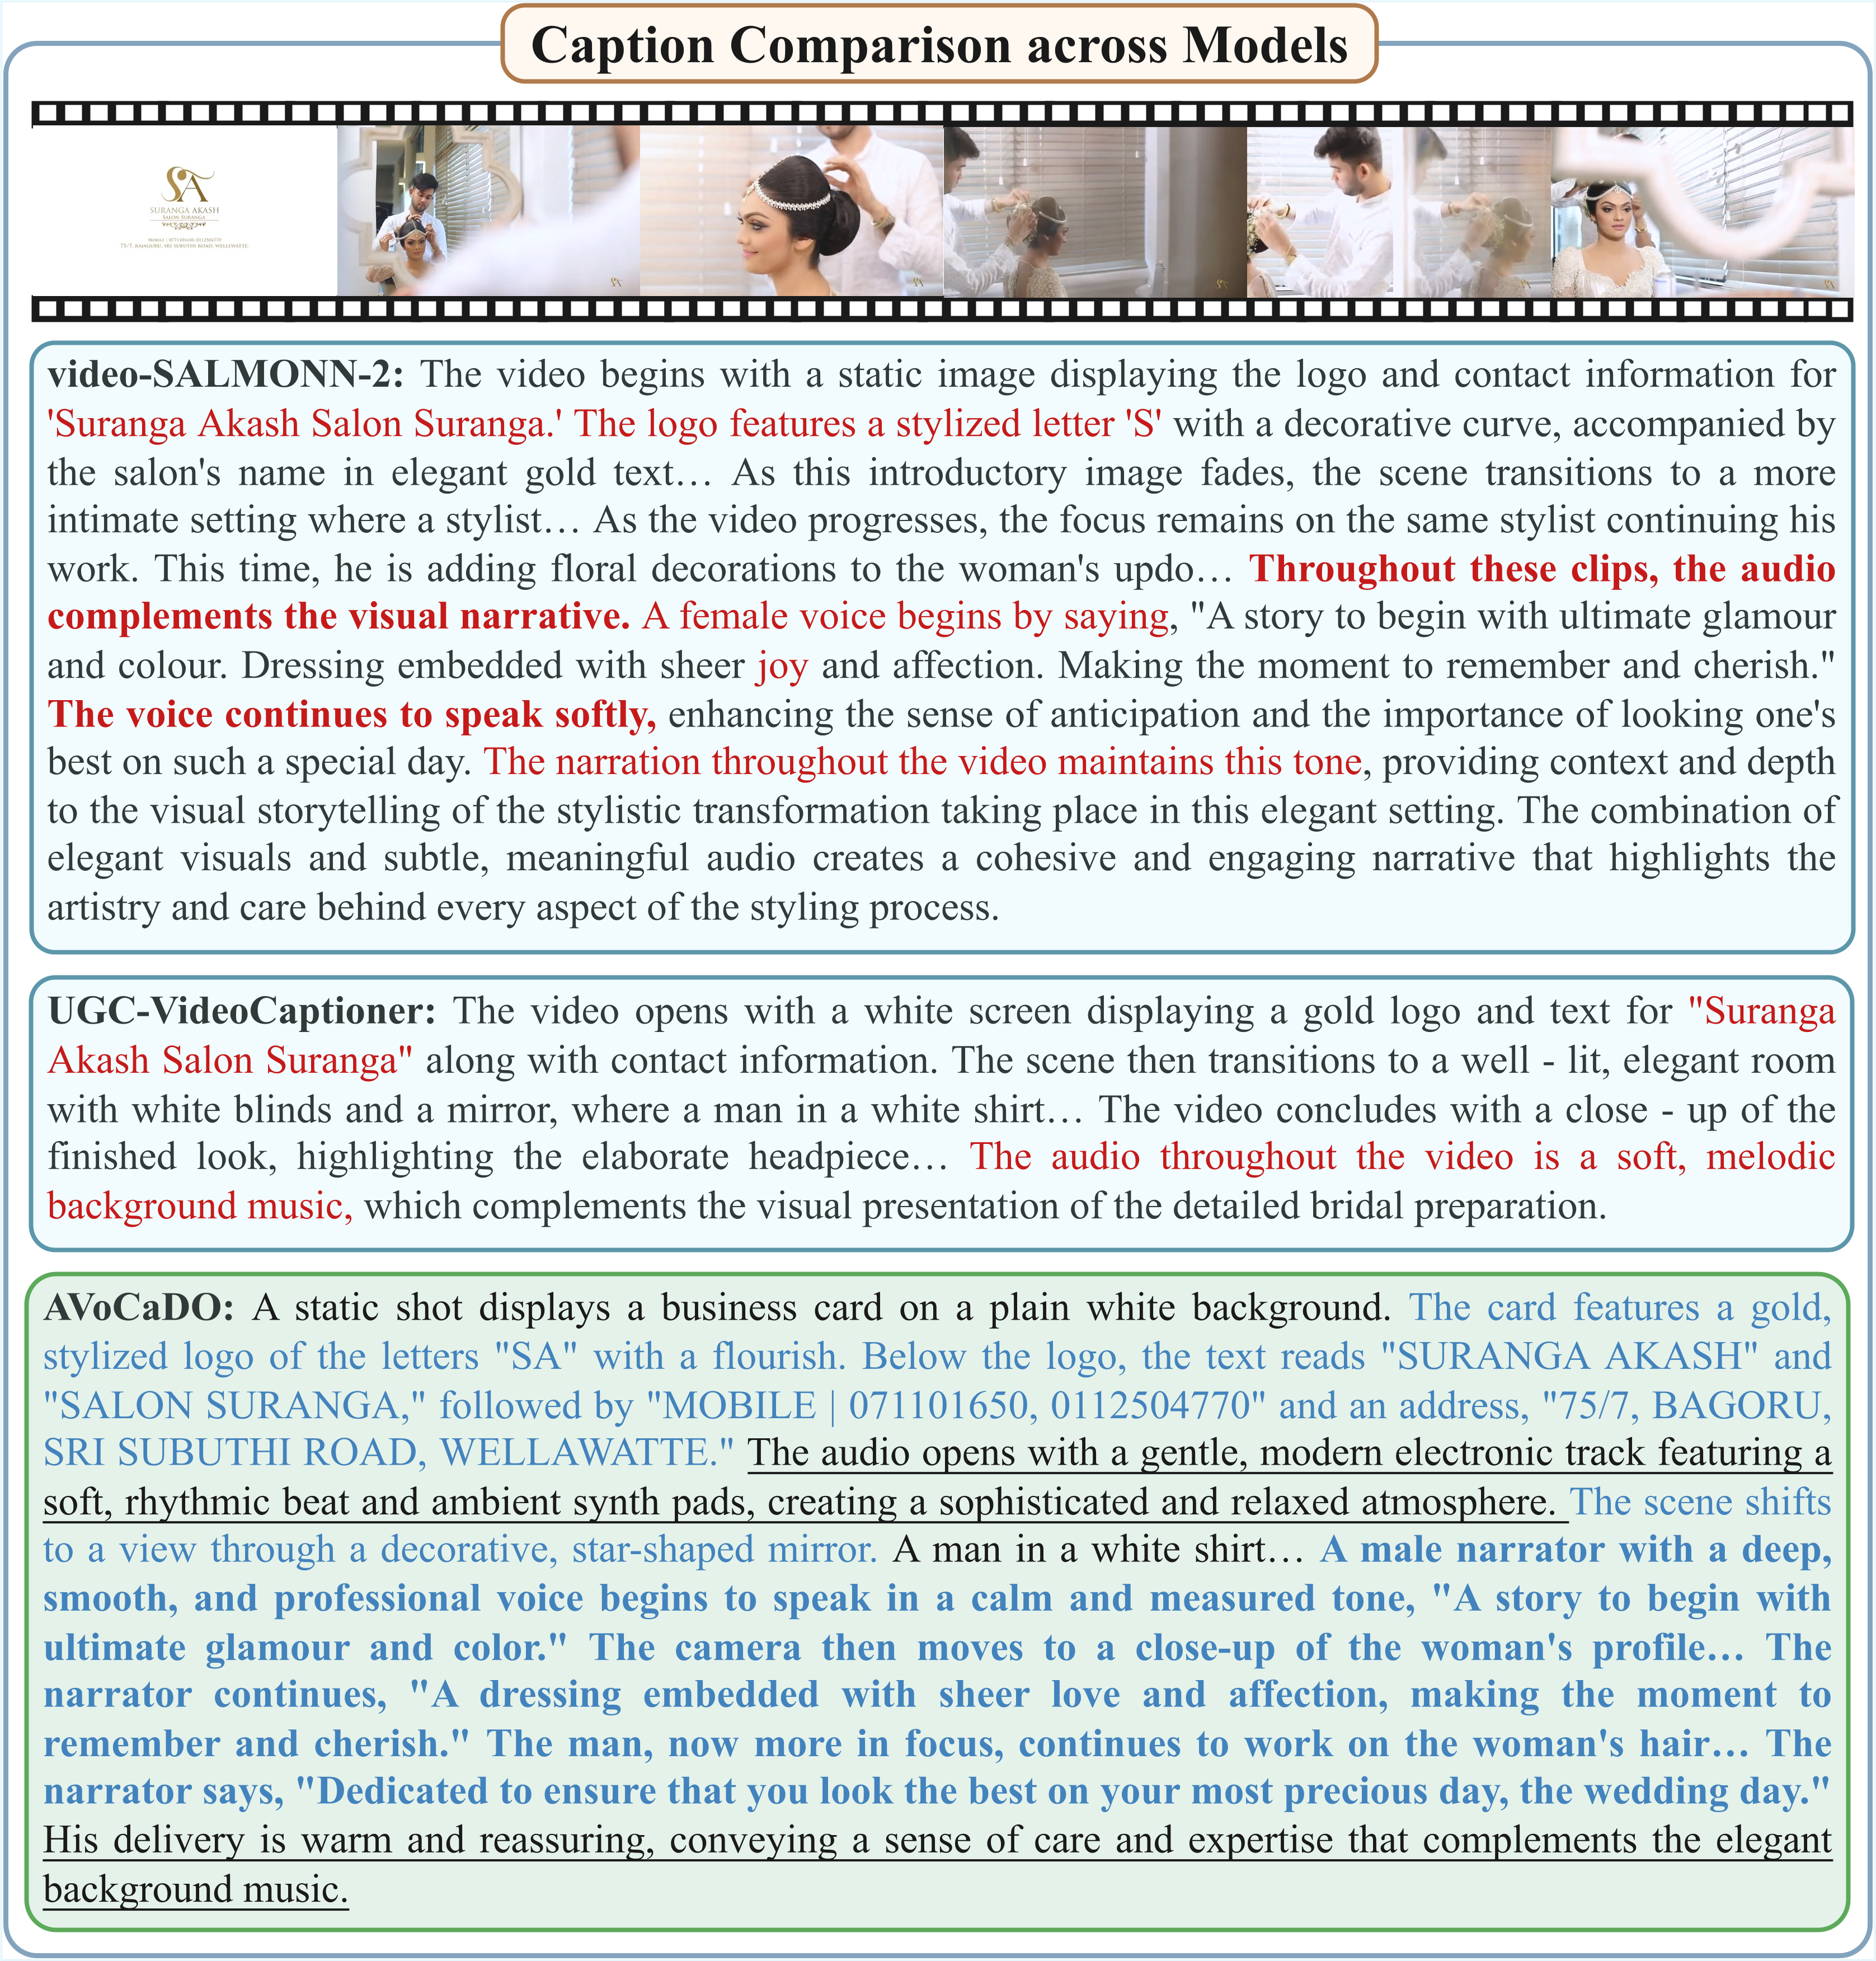 Caption Comparison across Models
SA
SURANGA AKASH
SALON SURANGA
75/7, RAJAGURU, SRI SUBUTHI ROAD, WELLEWATTE.
video-SALMONN-2: The video begins with a static image displaying the logo and contact information for
'Suranga Akash Salon Suranga.' The logo features a stylized letter 'S' with a decorative curve, accompanied by
the salon's name in elegant gold text… As this introductory image fades, the scene transitions to a more
intimate setting where a stylist… As the video progresses, the focus remains on the same stylist continuing his
work. This time, he is adding floral decorations to the woman's updo… Throughout these clips, the audio
complements the visual narrative. A female voice begins by saying, "A story to begin with ultimate glamour
and colour. Dressing embedded with sheer joy and affection. Making the moment to remember and cherish."
The voice continues to speak softly, enhancing the sense of anticipation and the importance of looking one's
best on such a special day. The narration throughout the video maintains this tone, providing context and depth
to the visual storytelling of the stylistic transformation taking place in this elegant setting. The combination of
elegant visuals and subtle, meaningful audio creates a cohesive and engaging narrative that highlights the
artistry and care behind every aspect of the styling process.
UGC-VideoCaptioner: The video opens with a white screen displaying a gold logo and text for "Suranga
Akash Salon Suranga" along with contact information. The scene then transitions to a well - lit, elegant room
with white blinds and a mirror, where a man in a white shirt… The video concludes with a close - up of the
finished look, highlighting the elaborate headpiece… The audio throughout the video is a soft, melodic
background music, which complements the visual presentation of the detailed bridal preparation.
AVoCaDO: A static shot displays a business card on a plain white background. The card features a gold,
stylized logo of the letters "SA" with a flourish. Below the logo, the text reads "SURANGA AKASH" and
"SALON SURANGA," followed by "MOBILE | 071101650, 0112504770" and an address, "75/7, BAGORU,
SRI SUBUTHI ROAD, WELLAWATTE." The audio opens with a gentle, modern electronic track featuring a
soft, rhythmic beat and ambient synth pads, creating a sophisticated and relaxed atmosphere. The scene shifts
to a view through a decorative, star-shaped mirror. A man in a white shirt… A male narrator with a deep,
smooth, and professional voice begins to speak in a calm and measured tone, "A story to begin with
ultimate glamour and color." The camera then moves to a close-up of the woman's profile… The
narrator continues, "A dressing embedded with sheer love and affection, making the moment to
remember and cherish." The man, now more in focus, continues to work on the woman's hair… The
narrator says, "Dedicated to ensure that you look the best on your most precious day, the wedding day."
His delivery is warm and reassuring, conveying a sense of care and expertise that complements the elegant
background music.